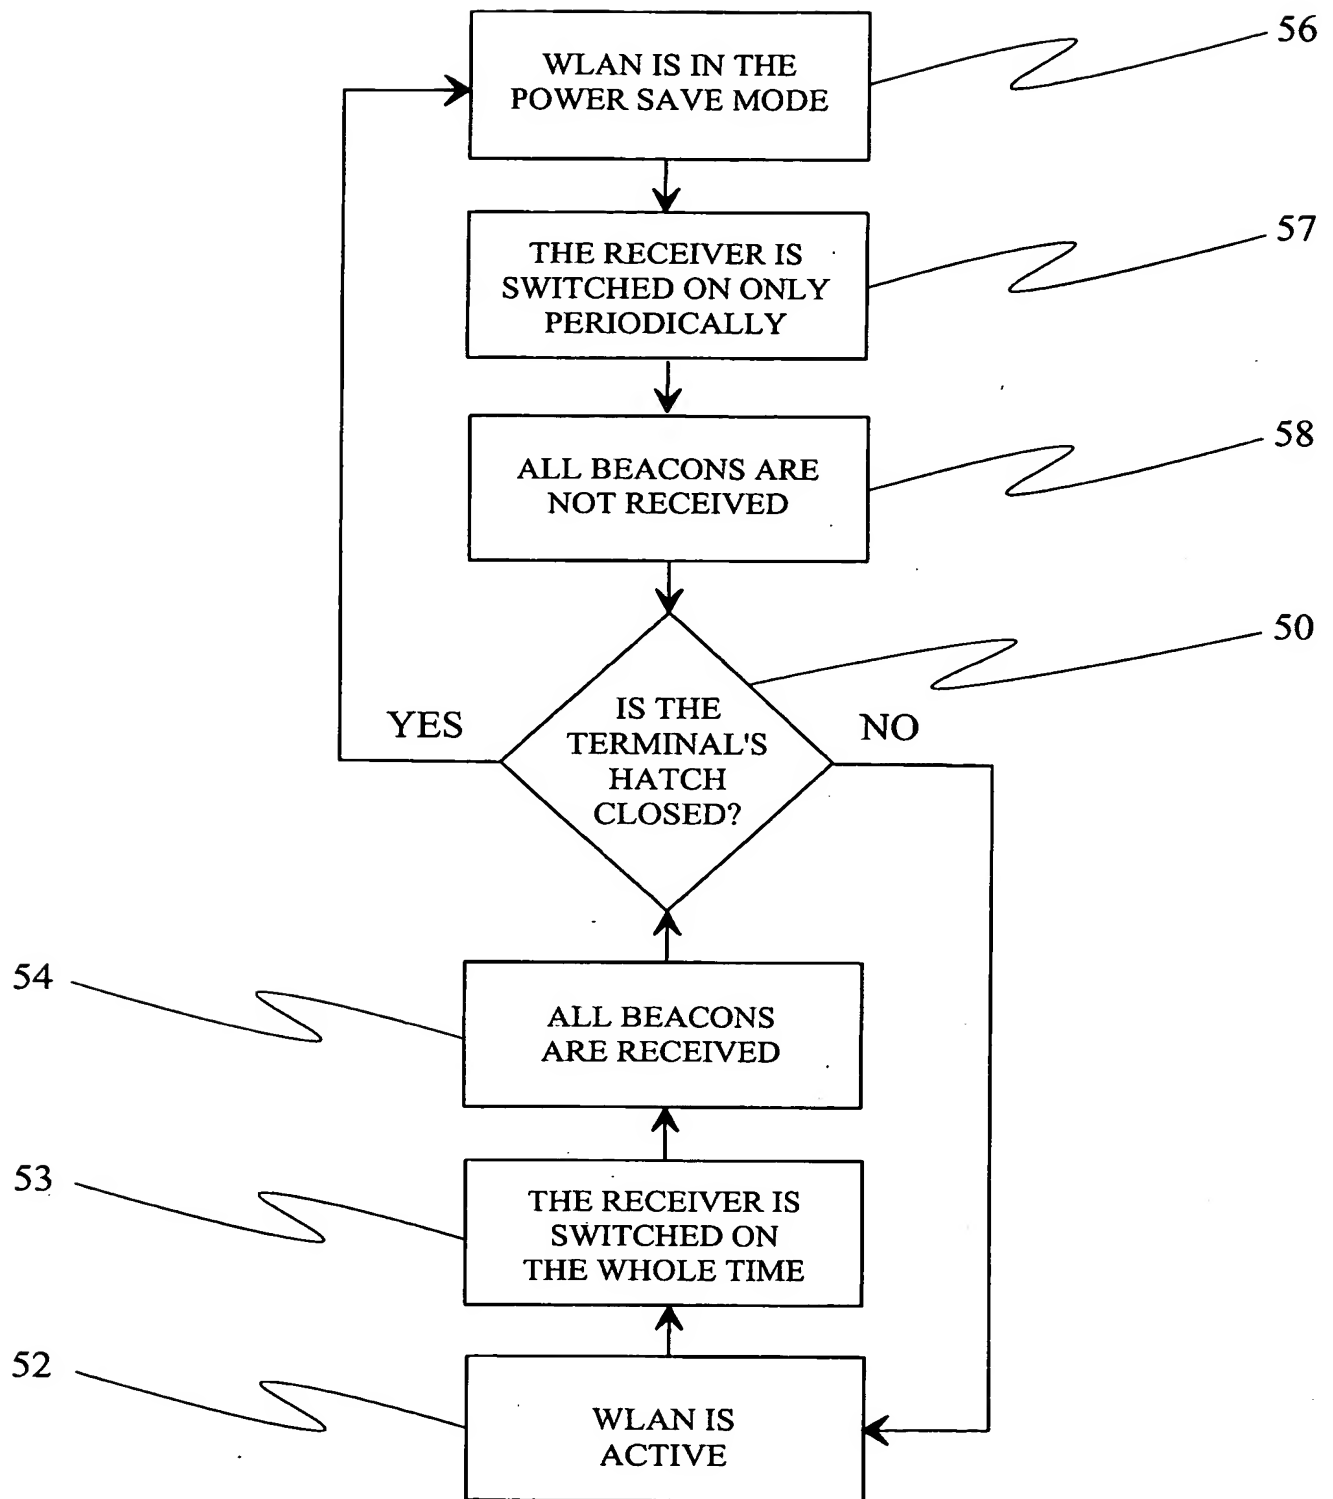 56
WLAN IS IN THE
POWER SAVE MODE
57
THE RECEIVER IS
SWITCHED ON ONLY
PERIODICALLY
58
ALL BEACONS ARE
NOT RECEIVED
50
YES
IS THE
TERMINAL'S
HATCH
CLOSED?
NO
54
ALL BEACONS
ARE RECEIVED
53
THE RECEIVER IS
SWITCHED ON
THE WHOLE TIME
52
WLAN IS
ACTIVE